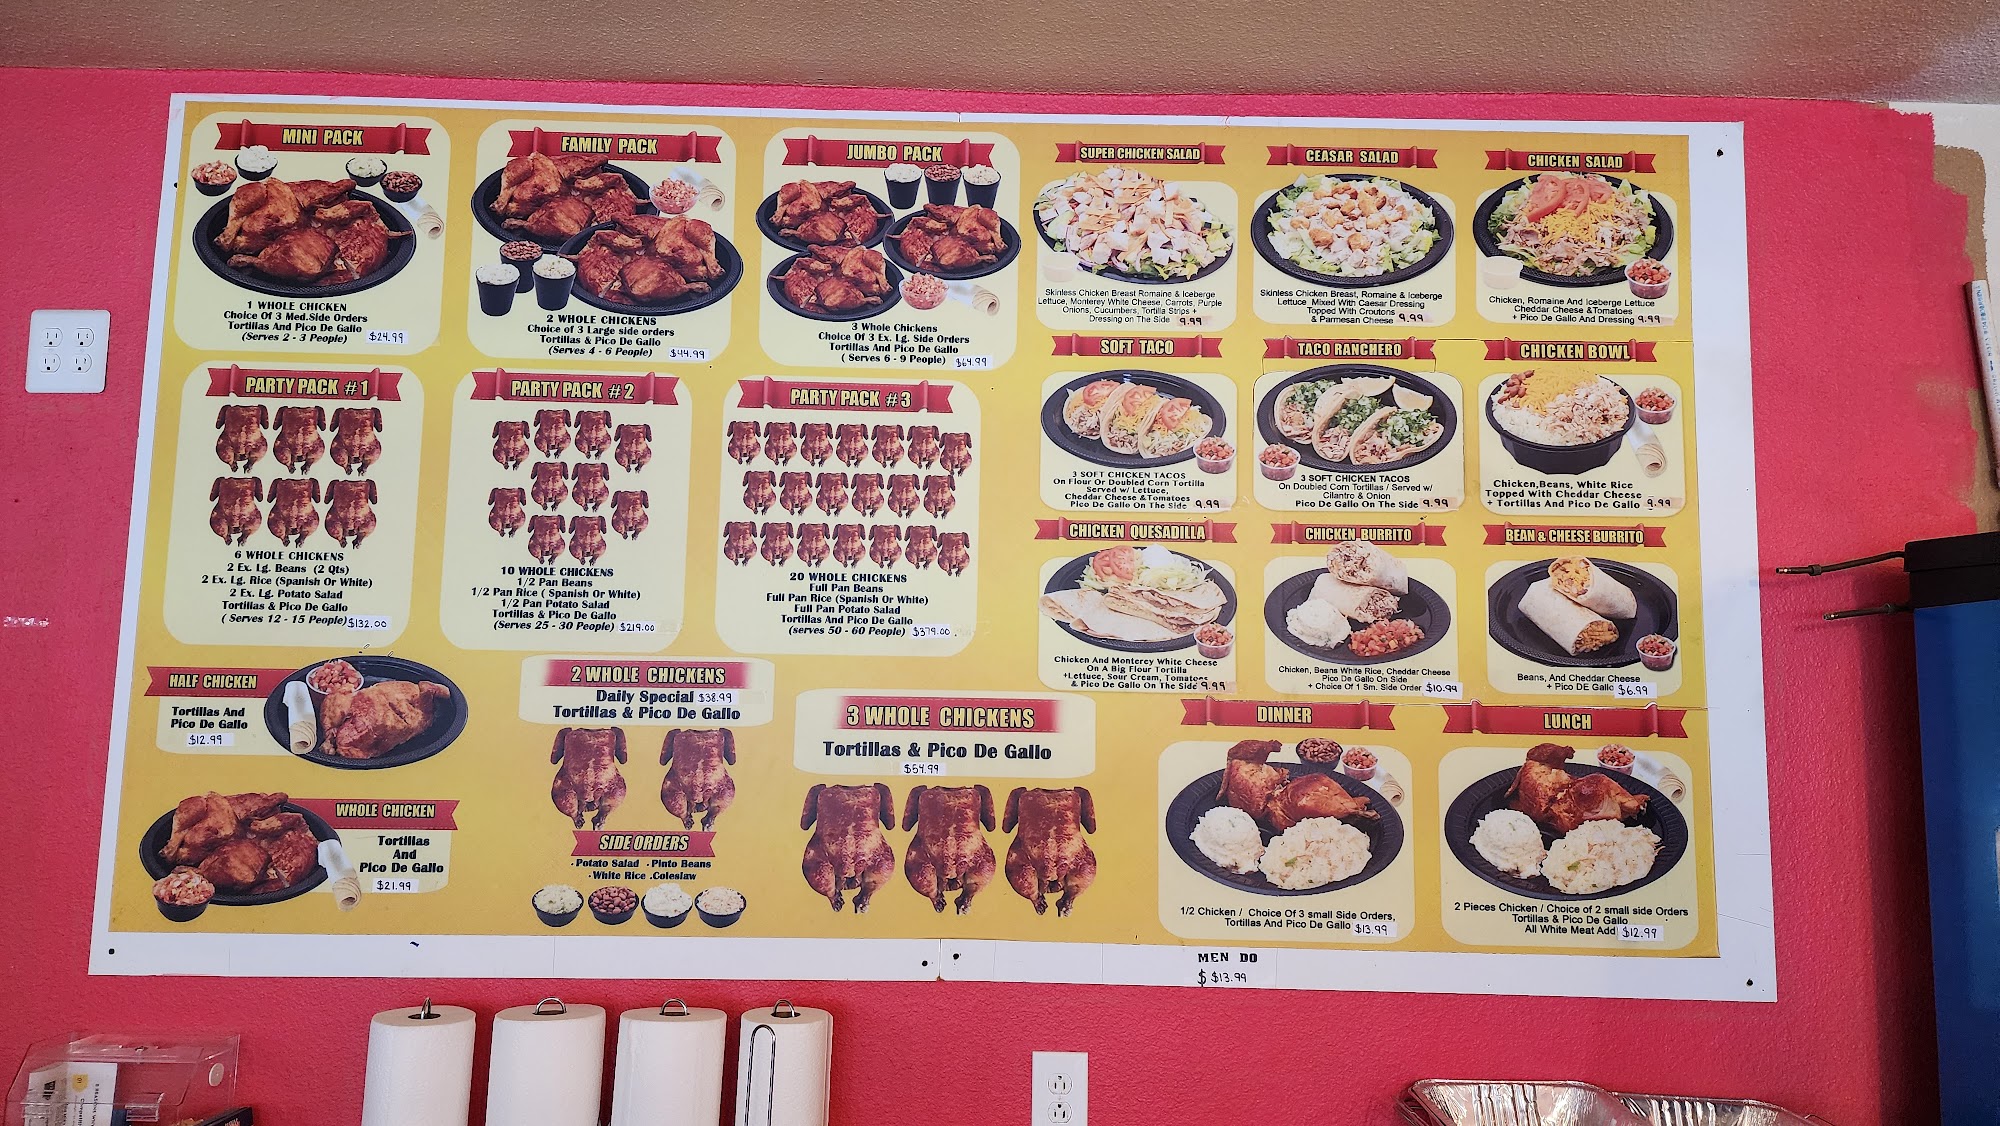 MINI PACK
1 WHOLE CHICKEN
Choice Of 3 Med.Side Orders
Tortillas And Pico De Gallo
(Serves 2 - 3 People) $24.99
FAMILY PACK
2 WHOLE CHICKENS
Choice of 3 Large side orders
Tortillas & Pico De Gallo
(Serves 4 - 6 People) $44.99
JUMBO PACK
3 Whole Chickens
Choice Of 3 Ex. Lg. Side Orders
Tortillas And Pico De Gallo
( Serves 6 - 9 People) $64.99
SUPER CHICKEN SALAD
Skinless Chicken Breast Romaine & Iceberge
Lettuce, Monterey White Cheese, Carrots, Purple
Onions, Cucumbers, Tortilla Strips +
Dressing on The Side 9.99
CEASAR SALAD
Skinless Chicken Breast, Romaine & Iceberge
Lettuce Mixed With Caesar Dressing
Topped With Croutons
& Parmesan Cheese 9.99
CHICKEN SALAD
Chicken, Romaine And Iceberge Lettuce
Cheddar Cheese &Tomatoes
+ Pico De Gallo And Dressing 9.99
PARTY PACK # 1
6 WHOLE CHICKENS
2 Ex. Lg. Beans (2 Qts)
2 Ex. Lg. Rice (Spanish Or White)
2 Ex. Lg. Potato Salad
Tortillas & Pico De Gallo
( Serves 12 - 15 People) $132.00
PARTY PACK # 2
10 WHOLE CHICKENS
1/2 Pan Beans
1/2 Pan Rice ( Spanish Or White)
1/2 Pan Potato Salad
Tortillas & Pico De Gallo
(Serves 25 - 30 People) $219.00
PARTY PACK # 3
20 WHOLE CHICKENS
Full Pan Beans
Full Pan Rice (Spanish Or White)
Full Pan Potato Salad
Tortillas And Pico De Gallo
(serves 50 - 60 People) $379.00
SOFT TACO
3 SOFT CHICKEN TACOS
On Flour Or Doubled Corn Tortilla
Served w/ Lettuce,
Cheddar Cheese &Tomatoes
Pico De Gallo On The Side 9.99
TACO RANCHERO
3 SOFT CHICKEN TACOS
On Doubled Corn Tortillas / Served w/
Cilantro & Onion
Pico De Gallo On The Side 9.99
CHICKEN BOWL
Chicken,Beans, White Rice
Topped With Cheddar Cheese
+ Tortillas And Pico De Gallo 9.99
CHICKEN QUESADILLA
Chicken And Monterey White Cheese
On A Big Flour Tortilla
+Lettuce, Sour Cream, Tomatoes
& Pico De Gallo On The Side 9.99
CHICKEN BURRITO
Chicken, Beans White Rice, Cheddar Cheese
Pico De Gallo On Side
+ Choice Of 1 Sm. Side Order $10.99
BEAN & CHEESE BURRITO
Beans, And Cheddar Cheese
+ Pico DE Gallo $6.99
HALF CHICKEN
Tortillas And
Pico De Gallo
$12.99
2 WHOLE CHICKENS
Daily Special $38.99
Tortillas & Pico De Gallo
3 WHOLE CHICKENS
Tortillas & Pico De Gallo
$54.99
WHOLE CHICKEN
Tortillas
And
Pico De Gallo
$21.99
SIDE ORDERS
· Potato Salad · Pinto Beans
· White Rice .Coleslaw
DINNER
1/2 Chicken / Choice Of 3 small Side Orders,
Tortillas And Pico De Gallo $13.99
LUNCH
2 Pieces Chicken / Choice of 2 small side Orders
Tortillas & Pico De Gallo
All White Meat Add $12.99
MEN DO
$ $13.99